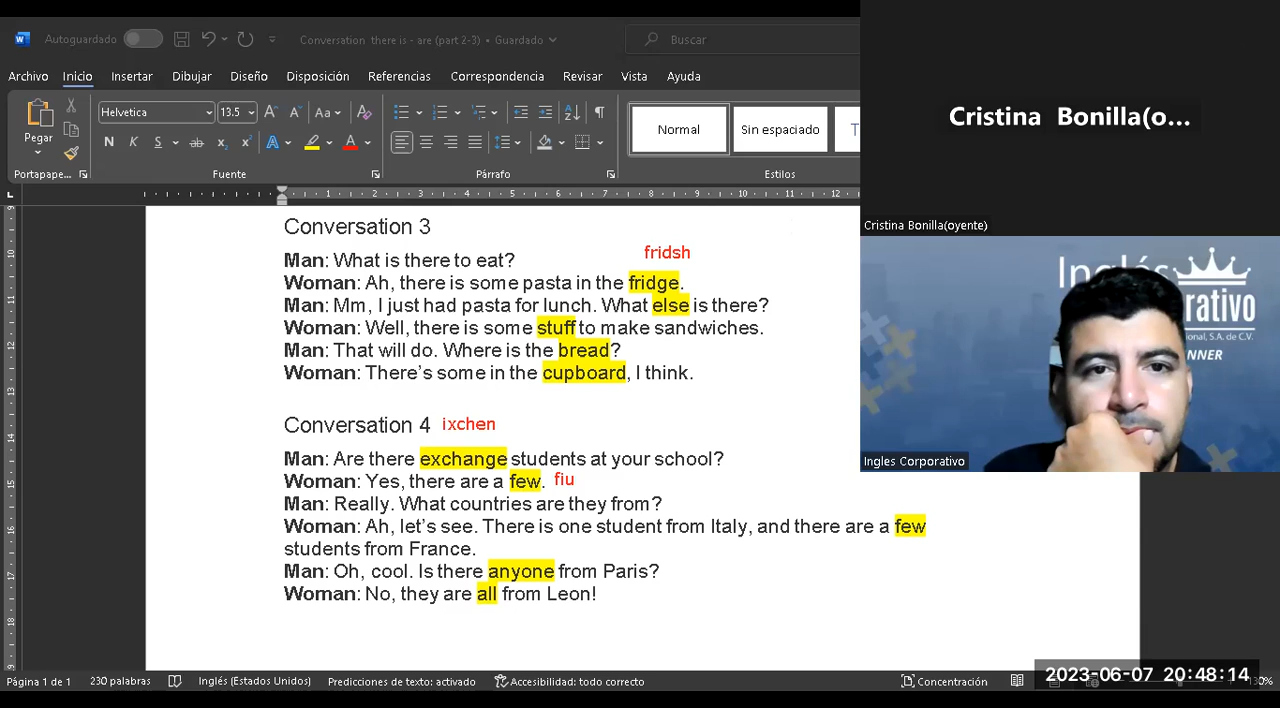 Autoguardado
Conversation there is - are (part 2-3) • Guardado
Buscar
Archivo Inicio Insertar Dibujar Diseño Disposición Referencias Correspondencia Revisar Vista Ayuda
Pegar
Helvetica 13.5
Normal
Sin espaciado
Portapape... Fuente Párrafo Estilos
Conversation 3
fridsh
Man: What is there to eat?
Woman: Ah, there is some pasta in the fridge.
Man: Mm, I just had pasta for lunch. What else is there?
Woman: Well, there is some stuff to make sandwiches.
Man: That will do. Where is the bread?
Woman: There's some in the cupboard, I think.
Conversation 4 ixchen
Man: Are there exchange students at your school?
Woman: Yes, there are a few. fiu
Man: Really. What countries are they from?
Woman: Ah, let's see. There is one student from Italy, and there are a few
students from France.
Man: Oh, cool. Is there anyone from Paris?
Woman: No, they are all from Leon!
Cristina Bonilla(o...
Cristina Bonilla(oyente)
Inglés
orativo
ional, S.A. de C.V.
NNER
Ingles Corporativo
Página 1 de 1 230 palabras Inglés (Estados Unidos) Predicciones de texto: activado Accesibilidad: todo correcto Concentración
2023-06-07 20:48:14